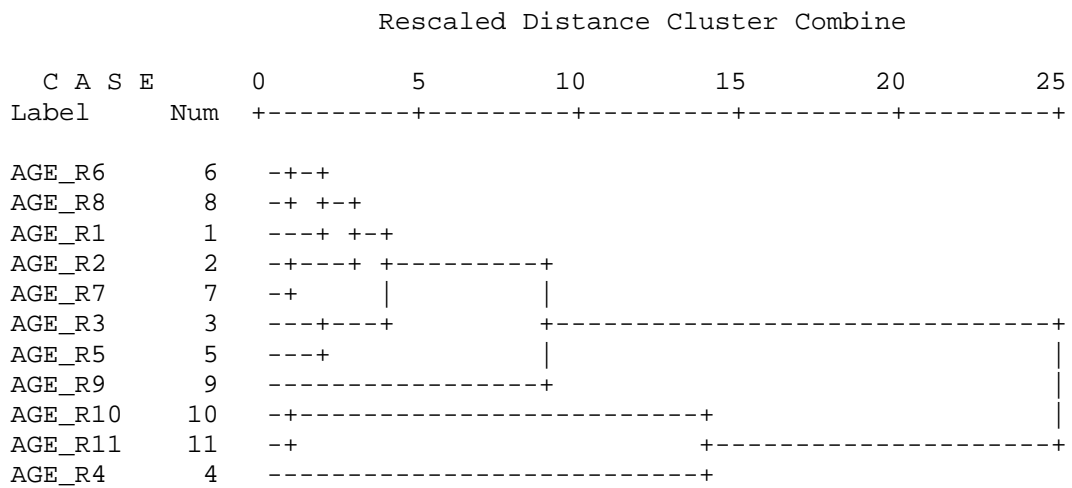 Rescaled Distance Cluster Combine
C A S E      0         5        10        15        20        25
Label     Num  +---------+---------+---------+---------+---------+
AGE_R6      6   -+-+
AGE_R8      8   -+ +-+
AGE_R1      1   ---+ +-+
AGE_R2      2   -+---+ +---------+
AGE_R7      7   -+     |         |
AGE_R3      3   ---+---+         +-------------------------------+
AGE_R5      5   ---+             |                               |
AGE_R9      9   -----------------+                               |
AGE_R10    10   -+-------------------------+                     |
AGE_R11    11   -+                         +---------------------+
AGE_R4      4   ---------------------------+